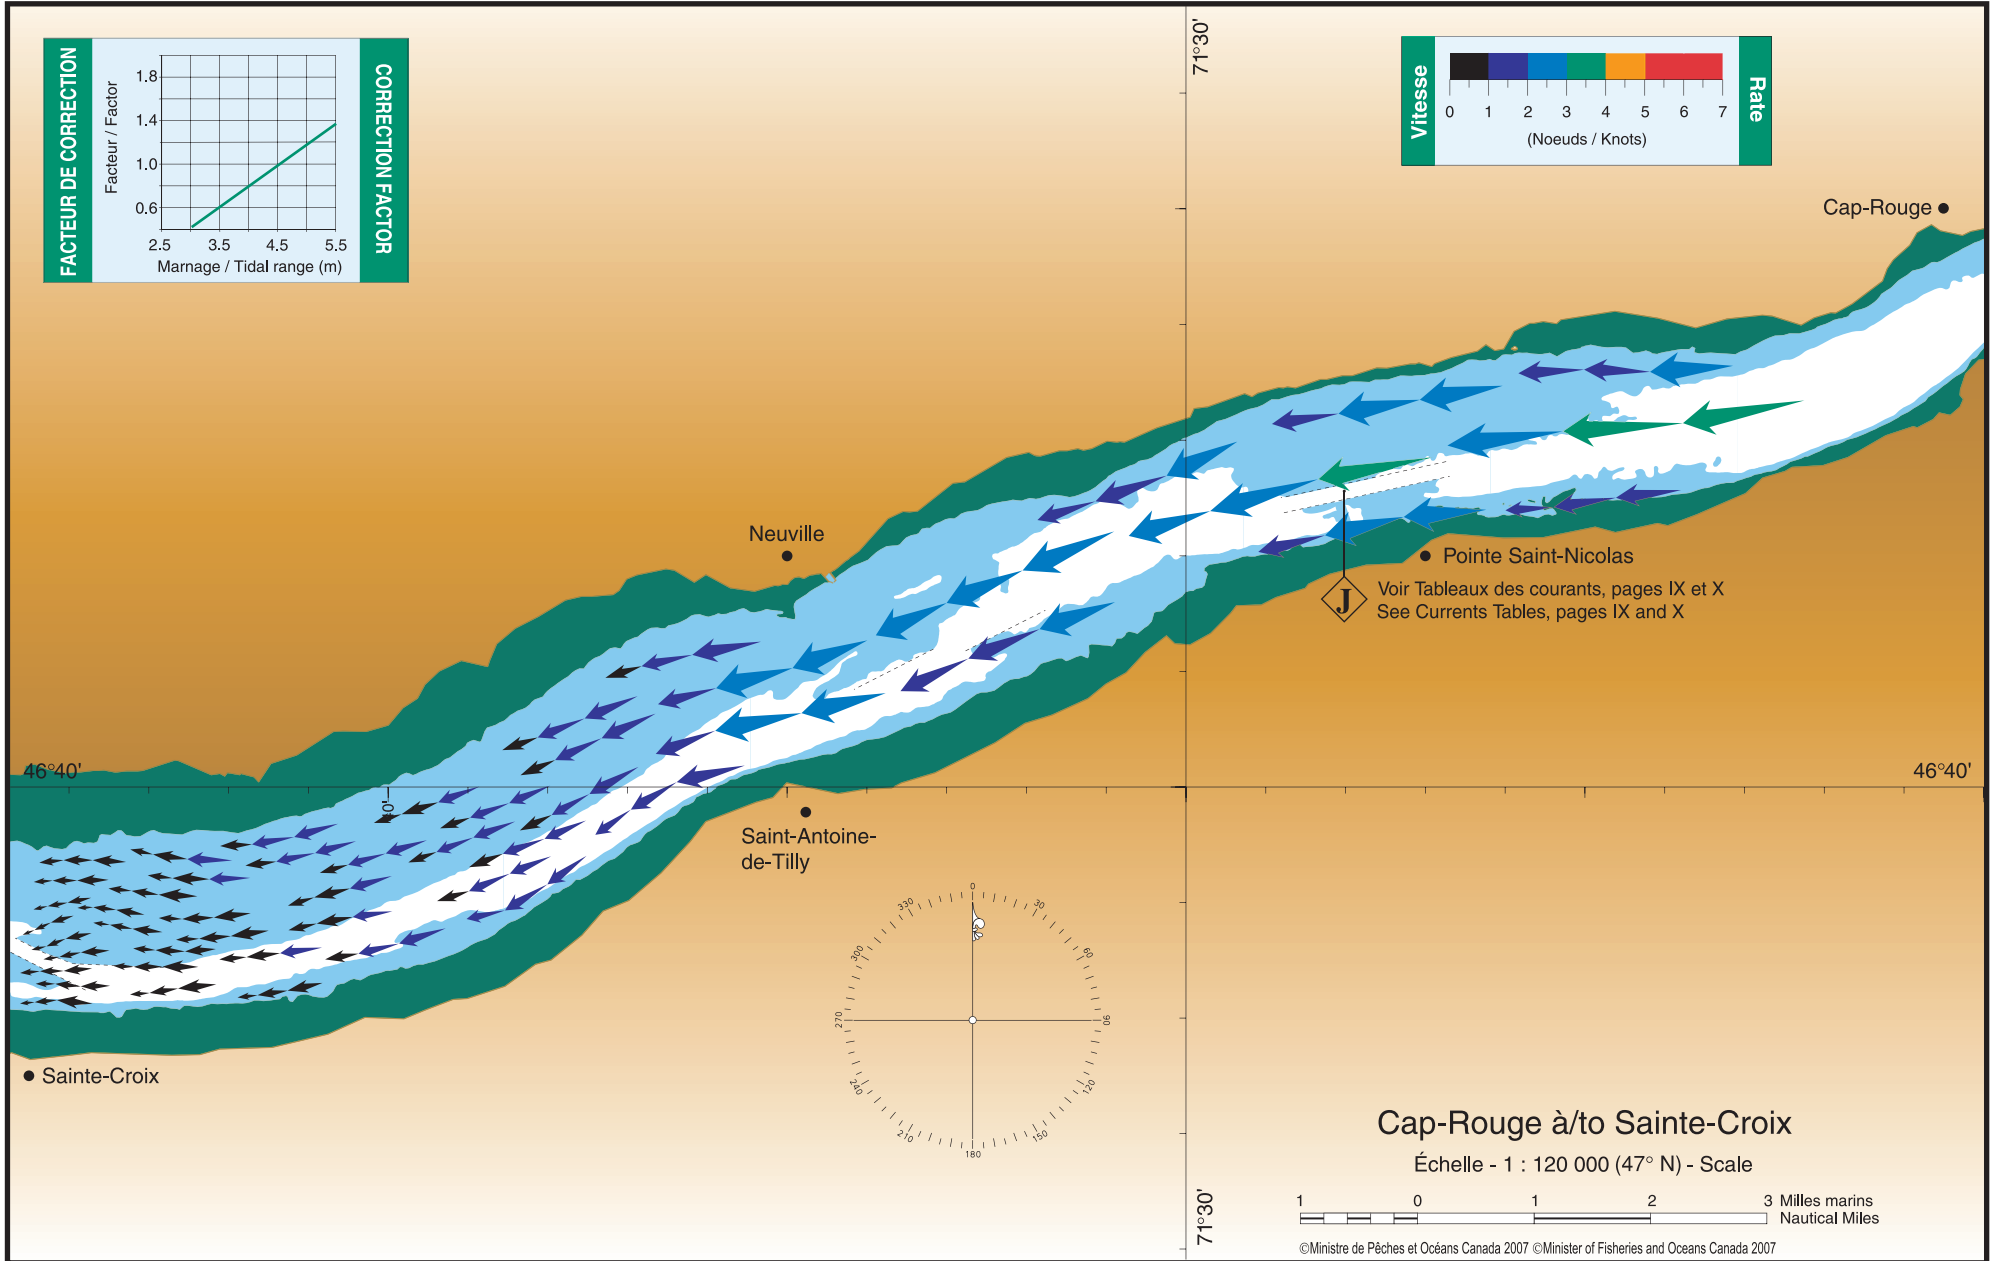 FACTEUR DE CORRECTION
Facteur / Factor
1.8
1.4
1.0
0.6
2.5 3.5 4.5 5.5
Marnage / Tidal range (m)
CORRECTION FACTOR
71°30'
Vitesse
0 1 2 3 4 5 6 7
(Noeuds / Knots)
Rate
Cap-Rouge
Neuville
Pointe Saint-Nicolas
J
Voir Tableaux des courants, pages IX et X
See Currents Tables, pages IX and X
46°40'
46°40'
Saint-Antoine-
de-Tilly
0
30
60
90
120
150
180
210
240
270
300
330
Sainte-Croix
Cap-Rouge à/to Sainte-Croix
Échelle - 1 : 120 000 (47° N) - Scale
71°30'
1 0 1 2 3 Milles marins
Nautical Miles
©Ministre de Pêches et Océans Canada 2007 ©Minister of Fisheries and Oceans Canada 2007